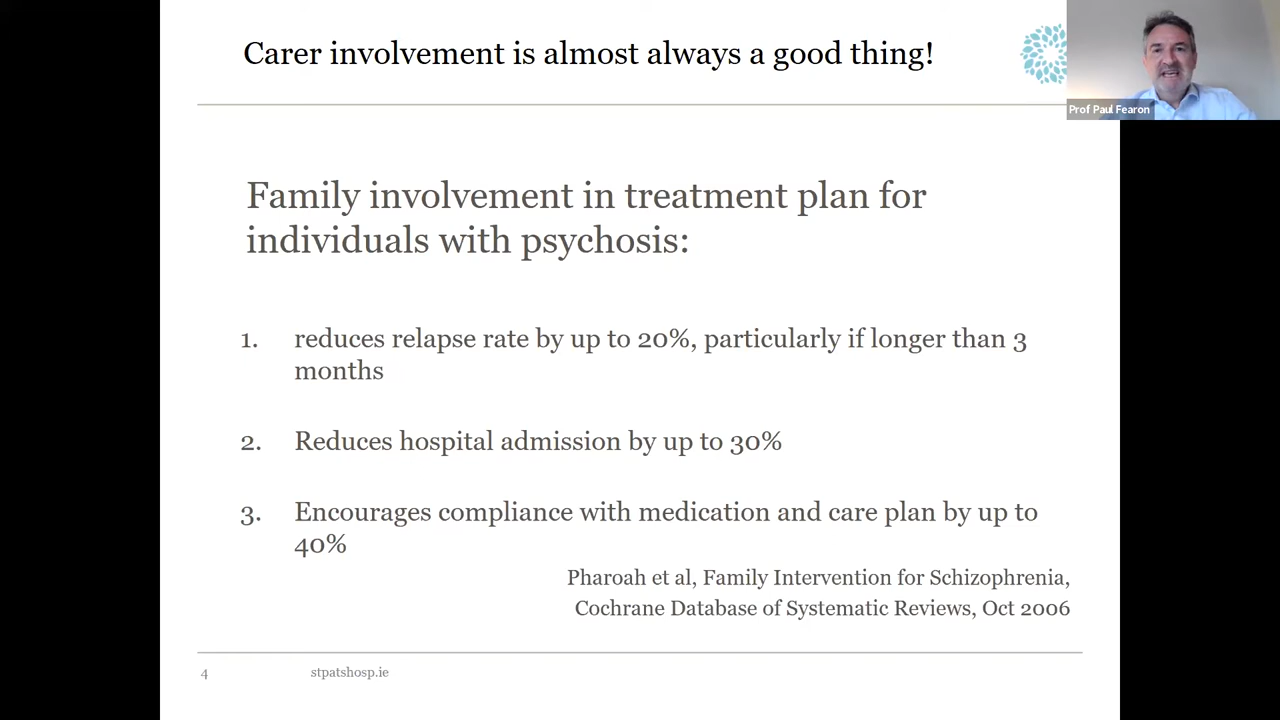 Carer involvement is almost always a good thing!
Prof Paul Fearon
Family involvement in treatment plan for
individuals with psychosis:
1. reduces relapse rate by up to 20%, particularly if longer than 3
months
2. Reduces hospital admission by up to 30%
3. Encourages compliance with medication and care plan by up to
40%
Pharoah et al, Family Intervention for Schizophrenia,
Cochrane Database of Systematic Reviews, Oct 2006
4 stpatshosp.ie